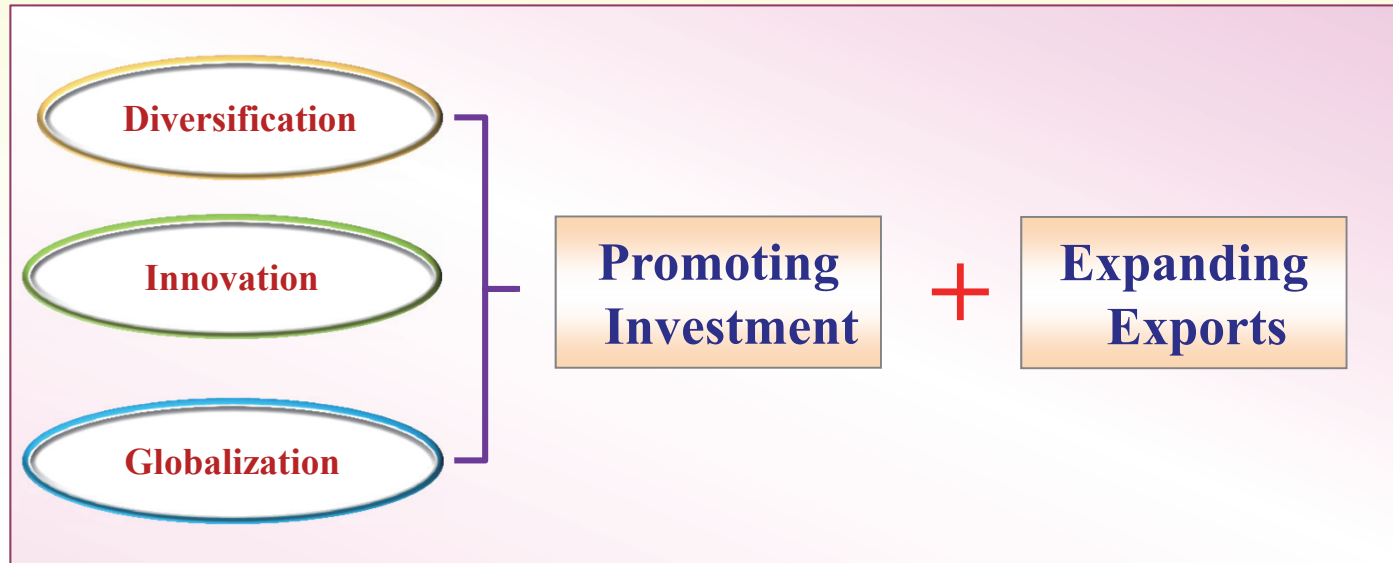 Diversification
Innovation
Globalization
Promoting
Investment
+
Expanding
Exports